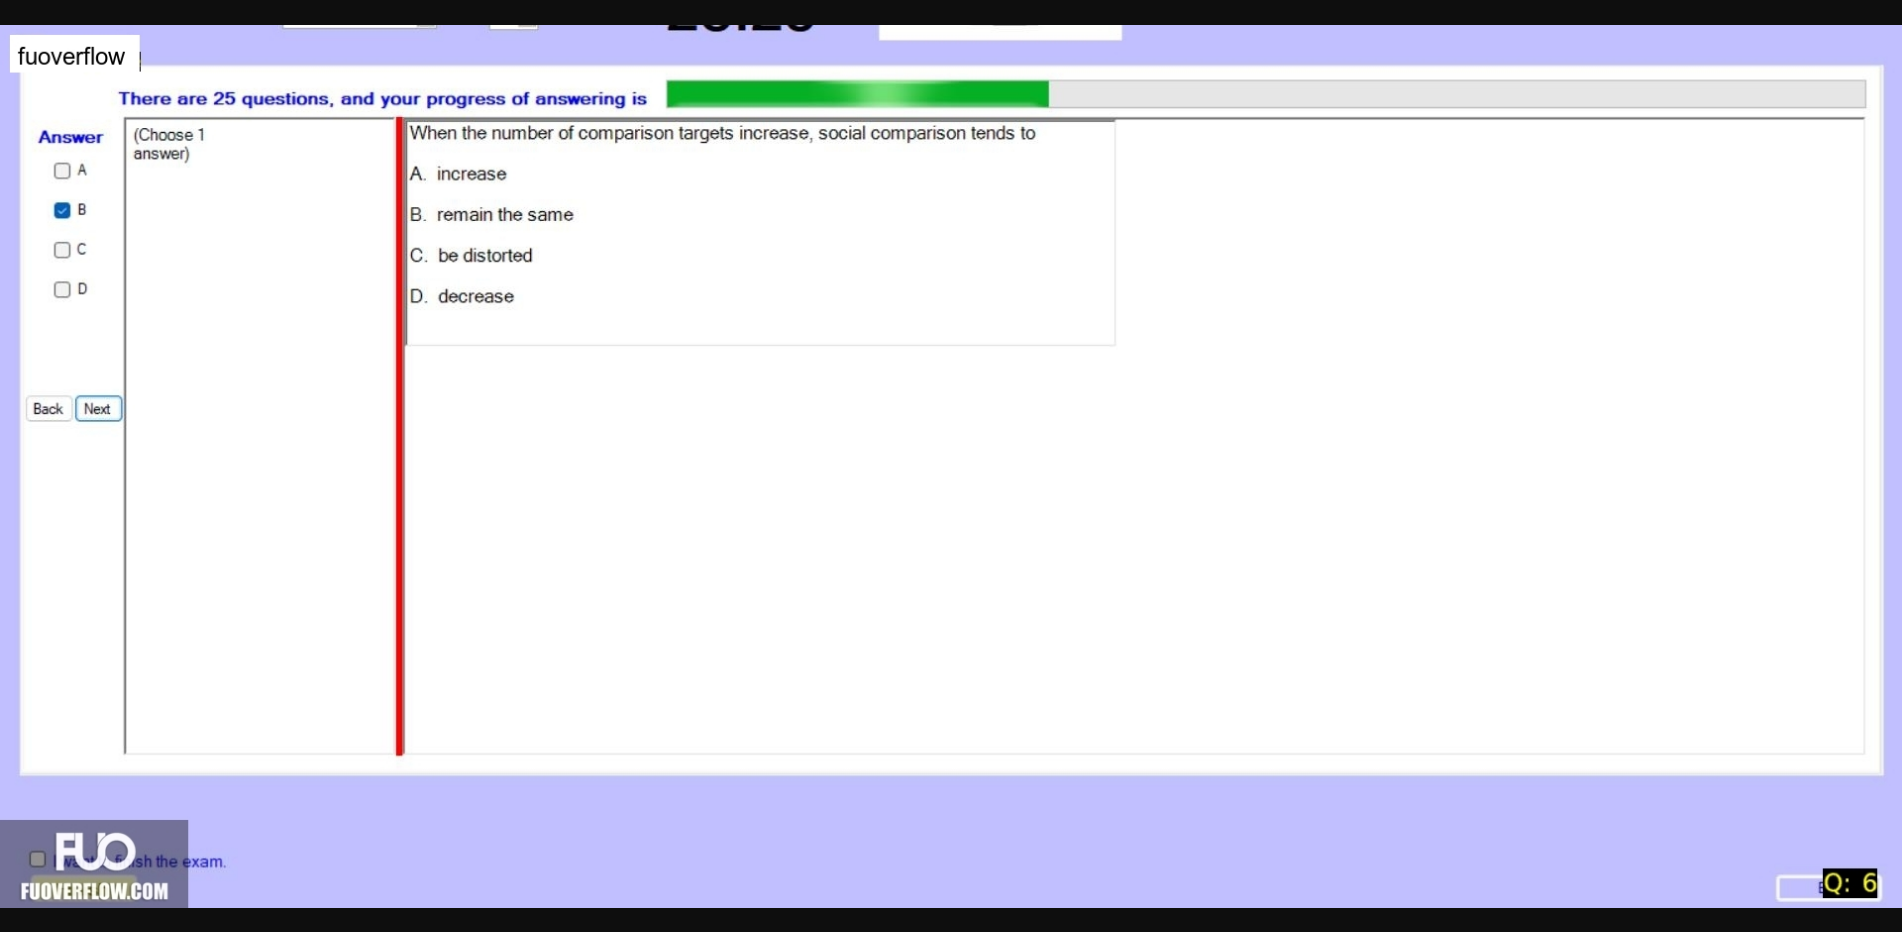 fuoverflow
There are 25 questions, and your progress of answering is
Answer
A
B
C
D
Back
Next
(Choose 1
answer)
When the number of comparison targets increase, social comparison tends to
A. increase
B. remain the same
C. be distorted
D. decrease
FUO
the exam.
FUOVERFLOW.COM
Q: 6